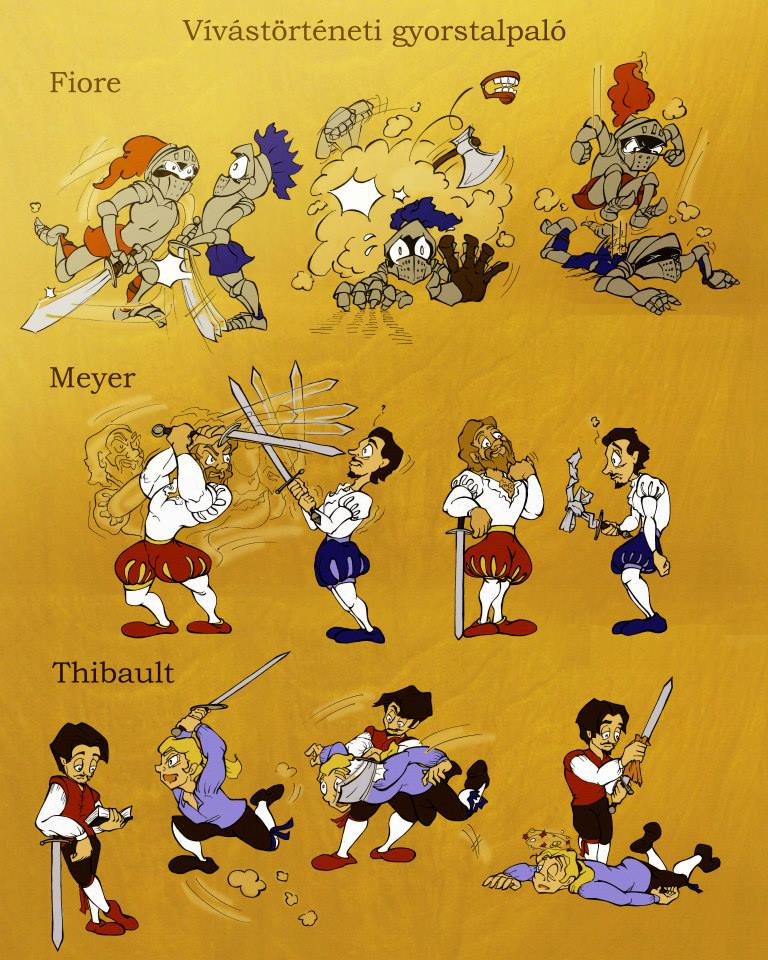 Vívástörténeti gyorstalpaló
Fiore
Meyer
?
Thibault